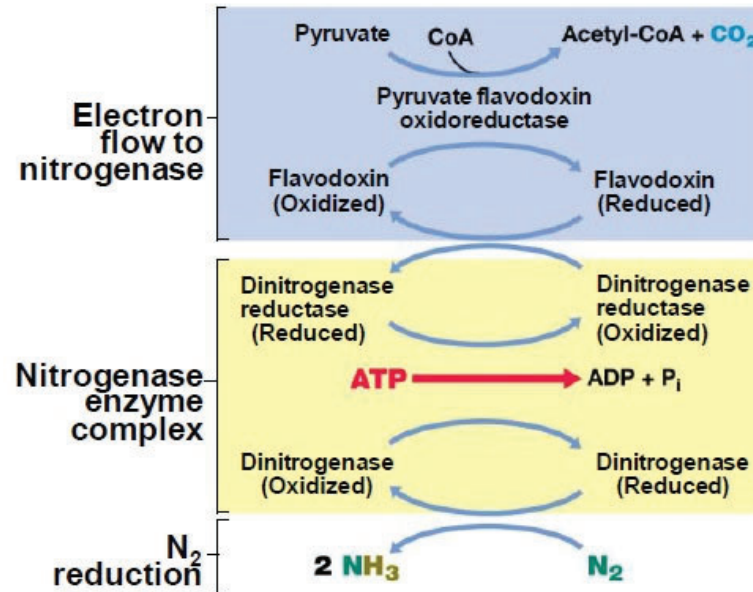 Pyruvate CoA Acetyl-CoA + CO2
Pyruvate flavodoxin
oxidoreductase
Electron
flow to
nitrogenase
Flavodoxin
(Oxidized)
Flavodoxin
(Reduced)
Dinitrogenase
reductase
(Reduced)
Dinitrogenase
reductase
(Oxidized)
Nitrogenase
enzyme
complex
ATP ADP + Pi
Dinitrogenase
(Oxidized)
Dinitrogenase
(Reduced)
N2
reduction
2 NH3 N2